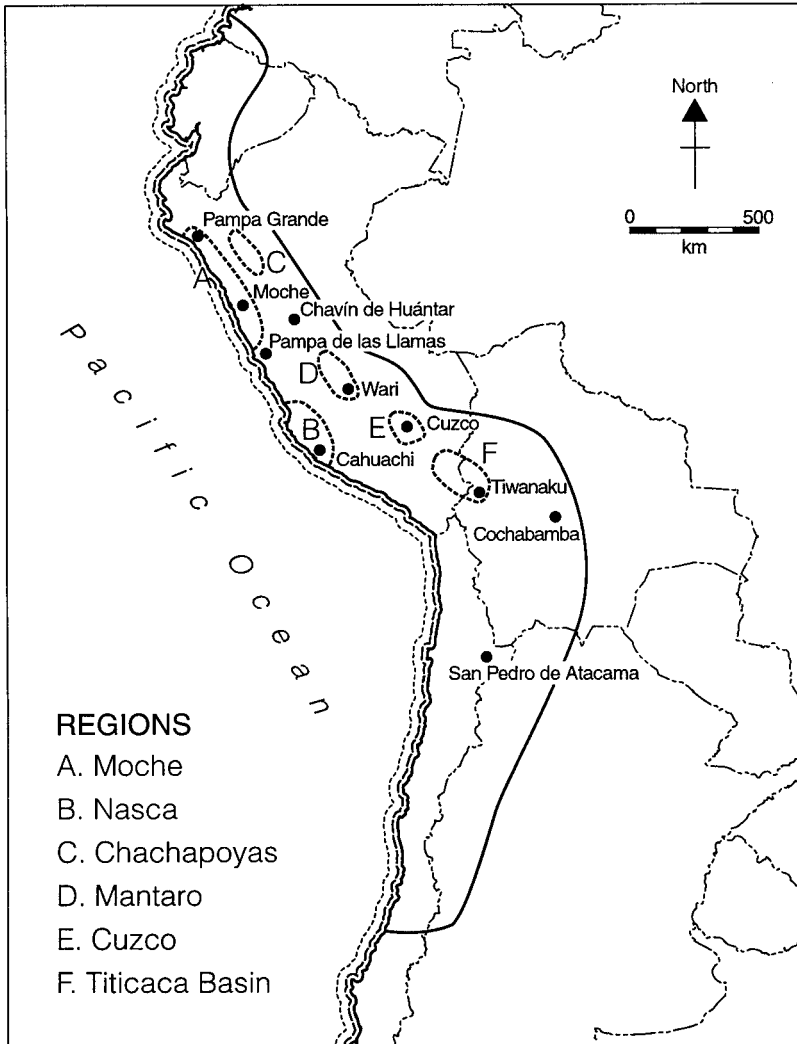 North
0 500
km
Pampa Grande
C
A
Moche
Chavín de Huántar
Pampa de las Llamas
D
Wari
E
Cuzco
B
Cahuachi
F
Tiwanaku
Cochabamba
Pacific Ocean
San Pedro de Atacama
REGIONS
A. Moche
B. Nasca
C. Chachapoyas
D. Mantaro
E. Cuzco
F. Titicaca Basin